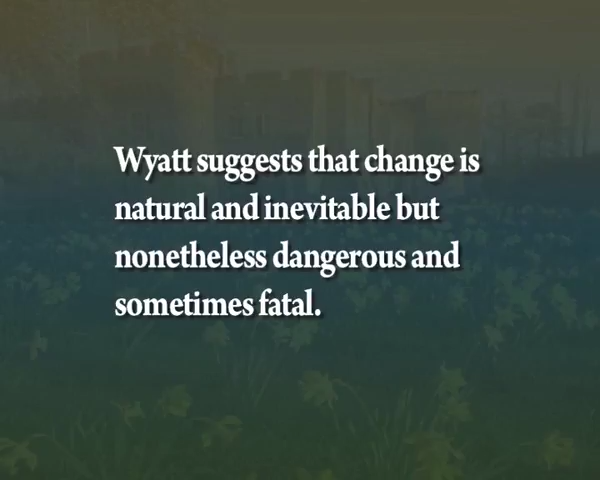 Wyatt suggests that change is
natural and inevitable but
nonetheless dangerous and
sometimes fatal.